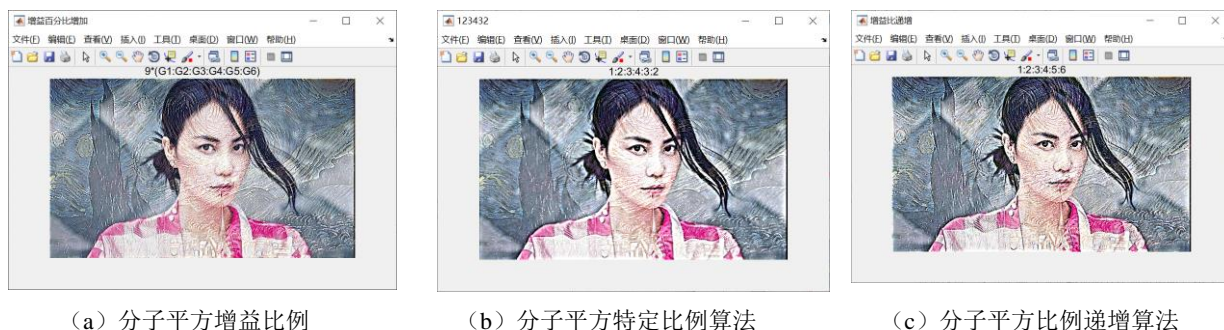 增益百分比增加
文件(F) 编辑(E) 查看(V) 插入(I) 工具(T) 桌面(D) 窗口(W) 帮助(H)
9*(G1:G2:G3:G4:G5:G6)
(a)分子平方增益比例
123432
文件(F) 编辑(E) 查看(V) 插入(I) 工具(T) 桌面(D) 窗口(W) 帮助(H)
1:2:3:4:3:2
(b)分子平方特定比例算法
增益比递增
文件(F) 编辑(E) 查看(V) 插入(I) 工具(T) 桌面(D) 窗口(W) 帮助(H)
1:2:3:4:5:6
(c)分子平方比例递增算法